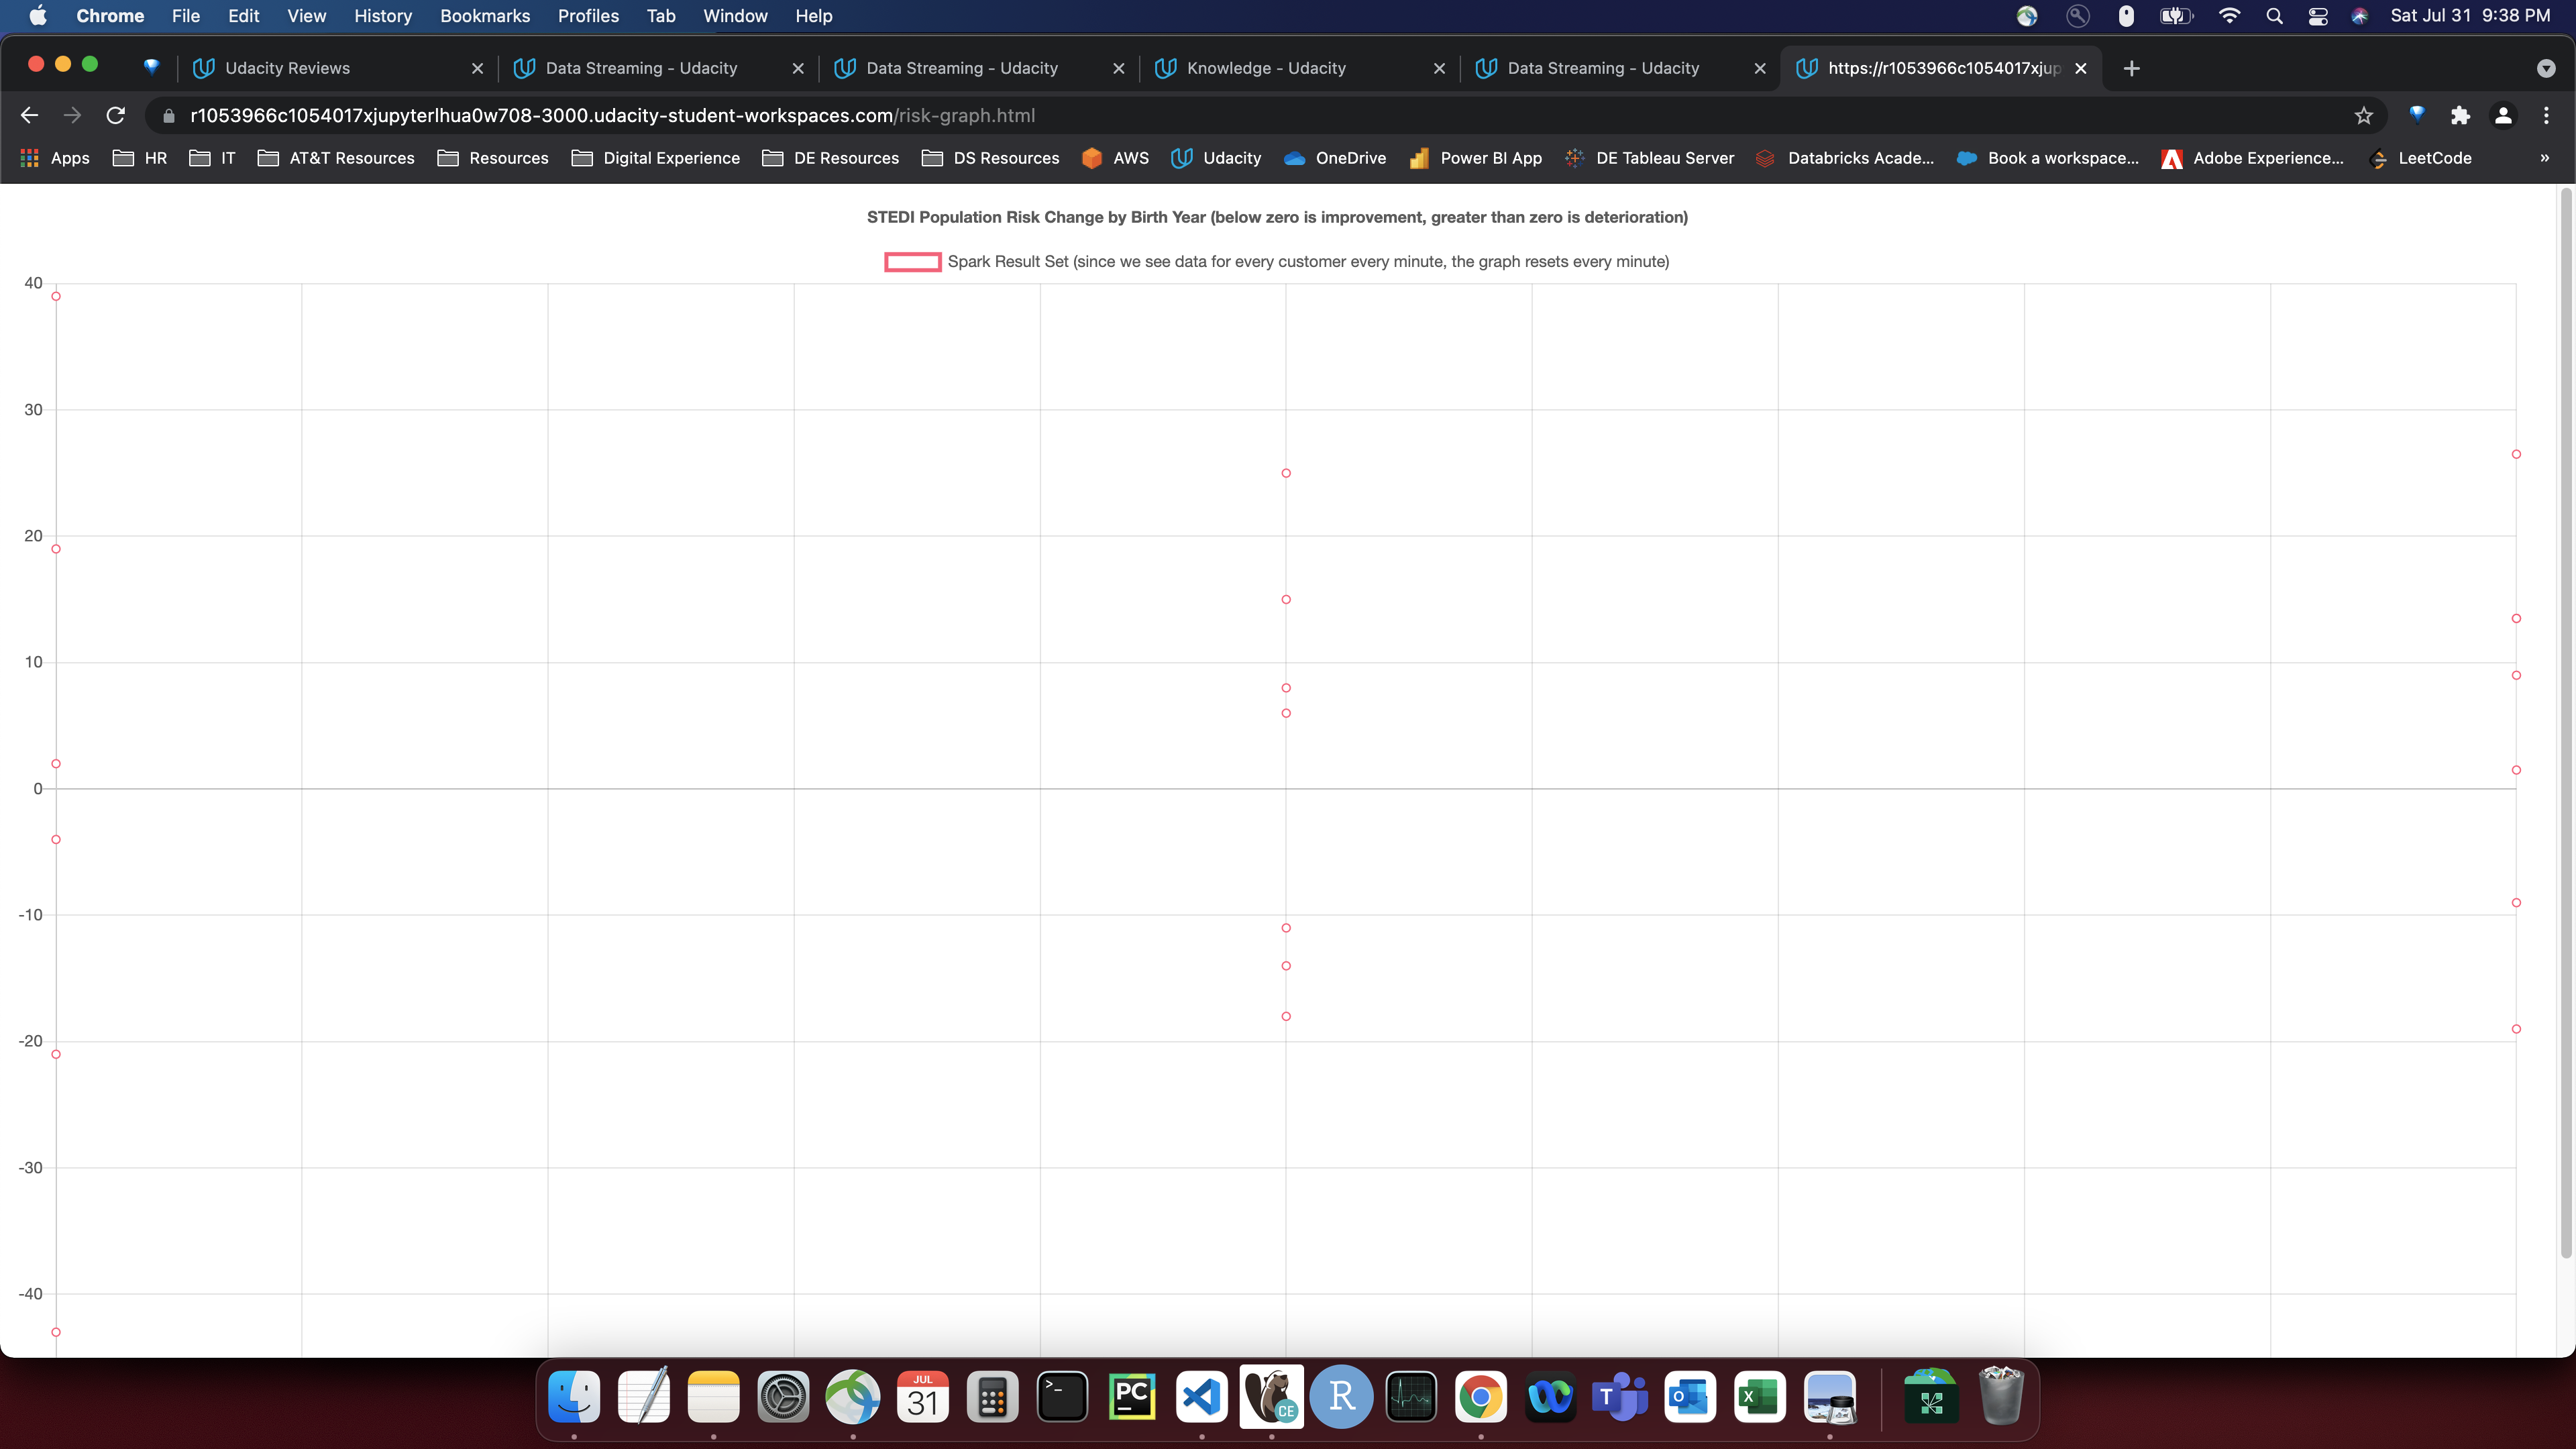 Chrome File Edit View History Bookmarks Profiles Tab Window Help Sat Jul 31 9:38 PM
Udacity Reviews Data Streaming - Udacity Data Streaming - Udacity Knowledge - Udacity Data Streaming - Udacity https://r1053966c1054017xjup
r1053966c1054017xjupyterlhua0w708-3000.udacity-student-workspaces.com/risk-graph.html
Apps HR IT AT&T Resources Resources Digital Experience DE Resources DS Resources AWS Udacity OneDrive Power BI App DE Tableau Server Databricks Acade... Book a workspace... Adobe Experience... LeetCode »
STEDI Population Risk Change by Birth Year (below zero is improvement, greater than zero is deterioration)
Spark Result Set (since we see data for every customer every minute, the graph resets every minute)
40
30
20
10
0
-10
-20
-30
-40
JUL
31
>_
PC
CE
R
T
O
X